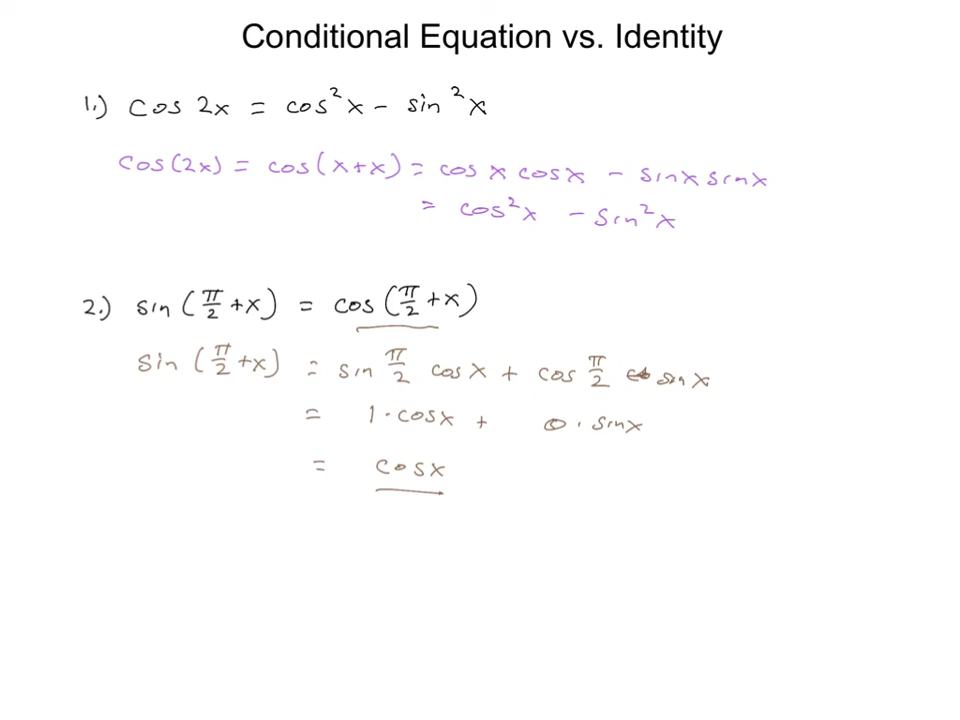 Conditional Equation vs. Identity
1.) cos 2x = cos²x - sin²x
cos(2x) = cos(x+x) = cos x cos x - sin x sin x
= cos²x - sin²x
2.) sin(π/2 + x) = cos(π/2 + x)
sin(π/2 + x) = sin π/2 cos x + cos π/2 sin x
= 1 · cos x + 0 · sin x
= cos x